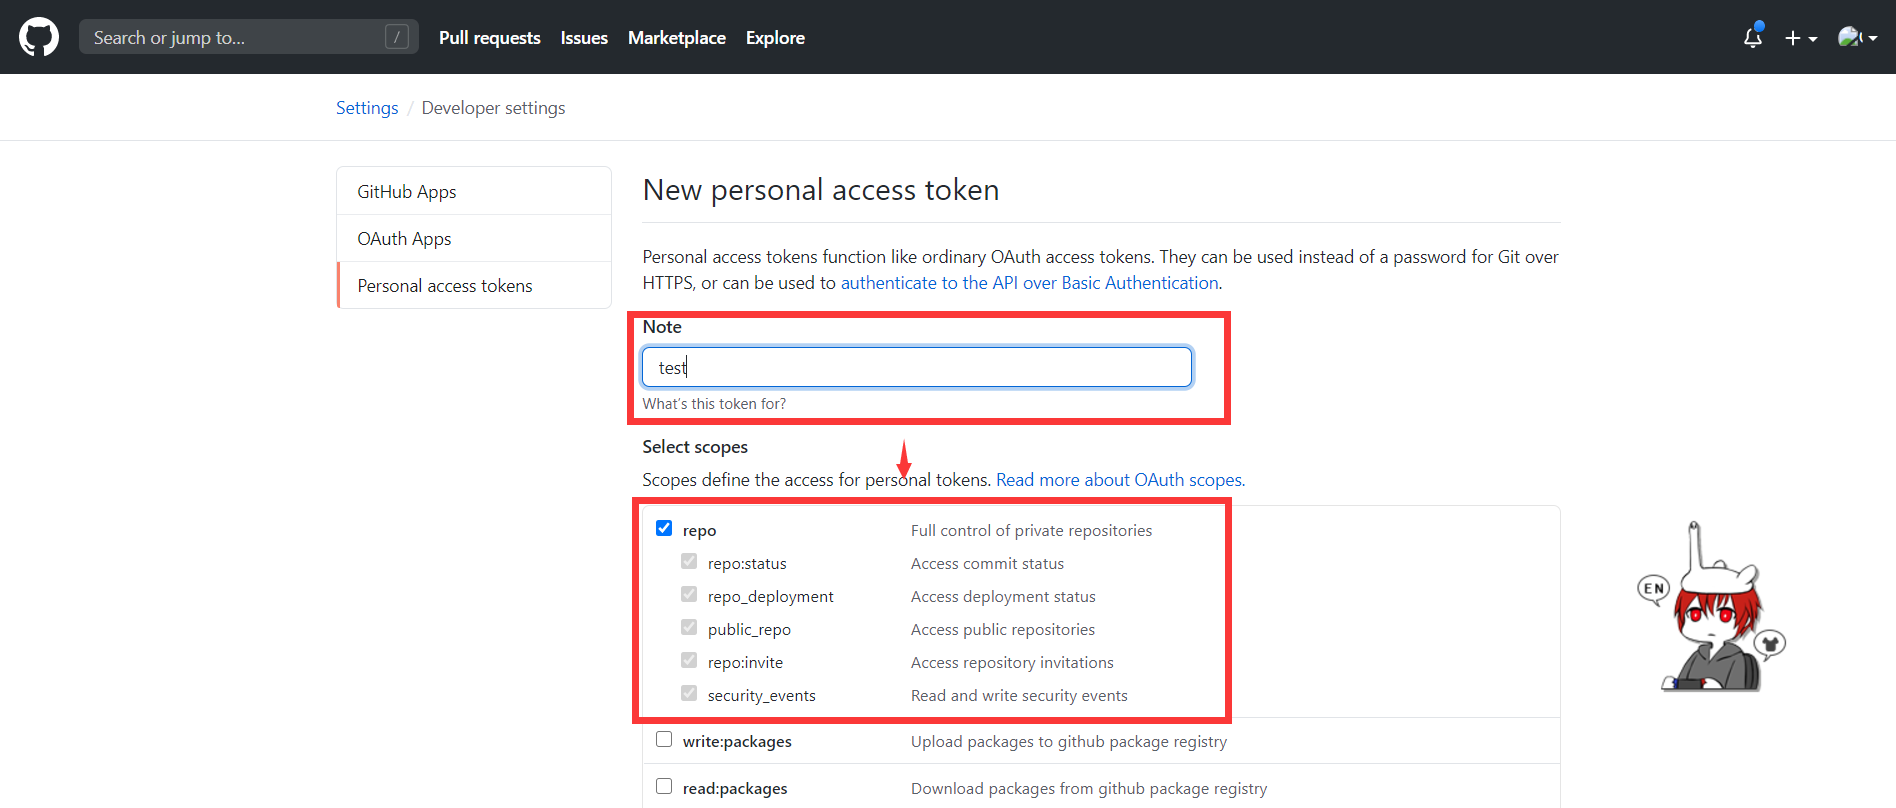 Search or jump to...
/
Pull requests
Issues
Marketplace
Explore
Settings / Developer settings
GitHub Apps
OAuth Apps
Personal access tokens
New personal access token
Personal access tokens function like ordinary OAuth access tokens. They can be used instead of a password for Git over
HTTPS, or can be used to authenticate to the API over Basic Authentication.
Note
test
What's this token for?
Select scopes
Scopes define the access for personal tokens. Read more about OAuth scopes.
repo Full control of private repositories
repo:status Access commit status
repo_deployment Access deployment status
public_repo Access public repositories
repo:invite Access repository invitations
security_events Read and write security events
write:packages Upload packages to github package registry
read:packages Download packages from github package registry
EN